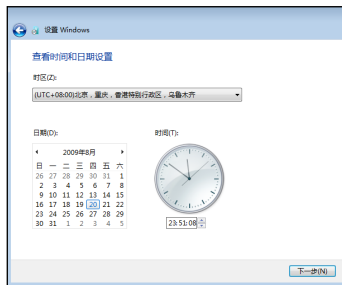 设置 Windows
查看时间和日期设置
时区(Z):
(UTC+08:00)北京，重庆，香港特别行政区，乌鲁木齐
日期(D):
时间(T):
2009年8月
日 一 二 三 四 五 六
26 27 28 29 30 31 1
2 3 4 5 6 7 8
9 10 11 12 13 14 15
16 17 18 19 20 21 22
23 24 25 26 27 28 29
30 31 1 2 3 4 5
23:51:08
下一步(N)